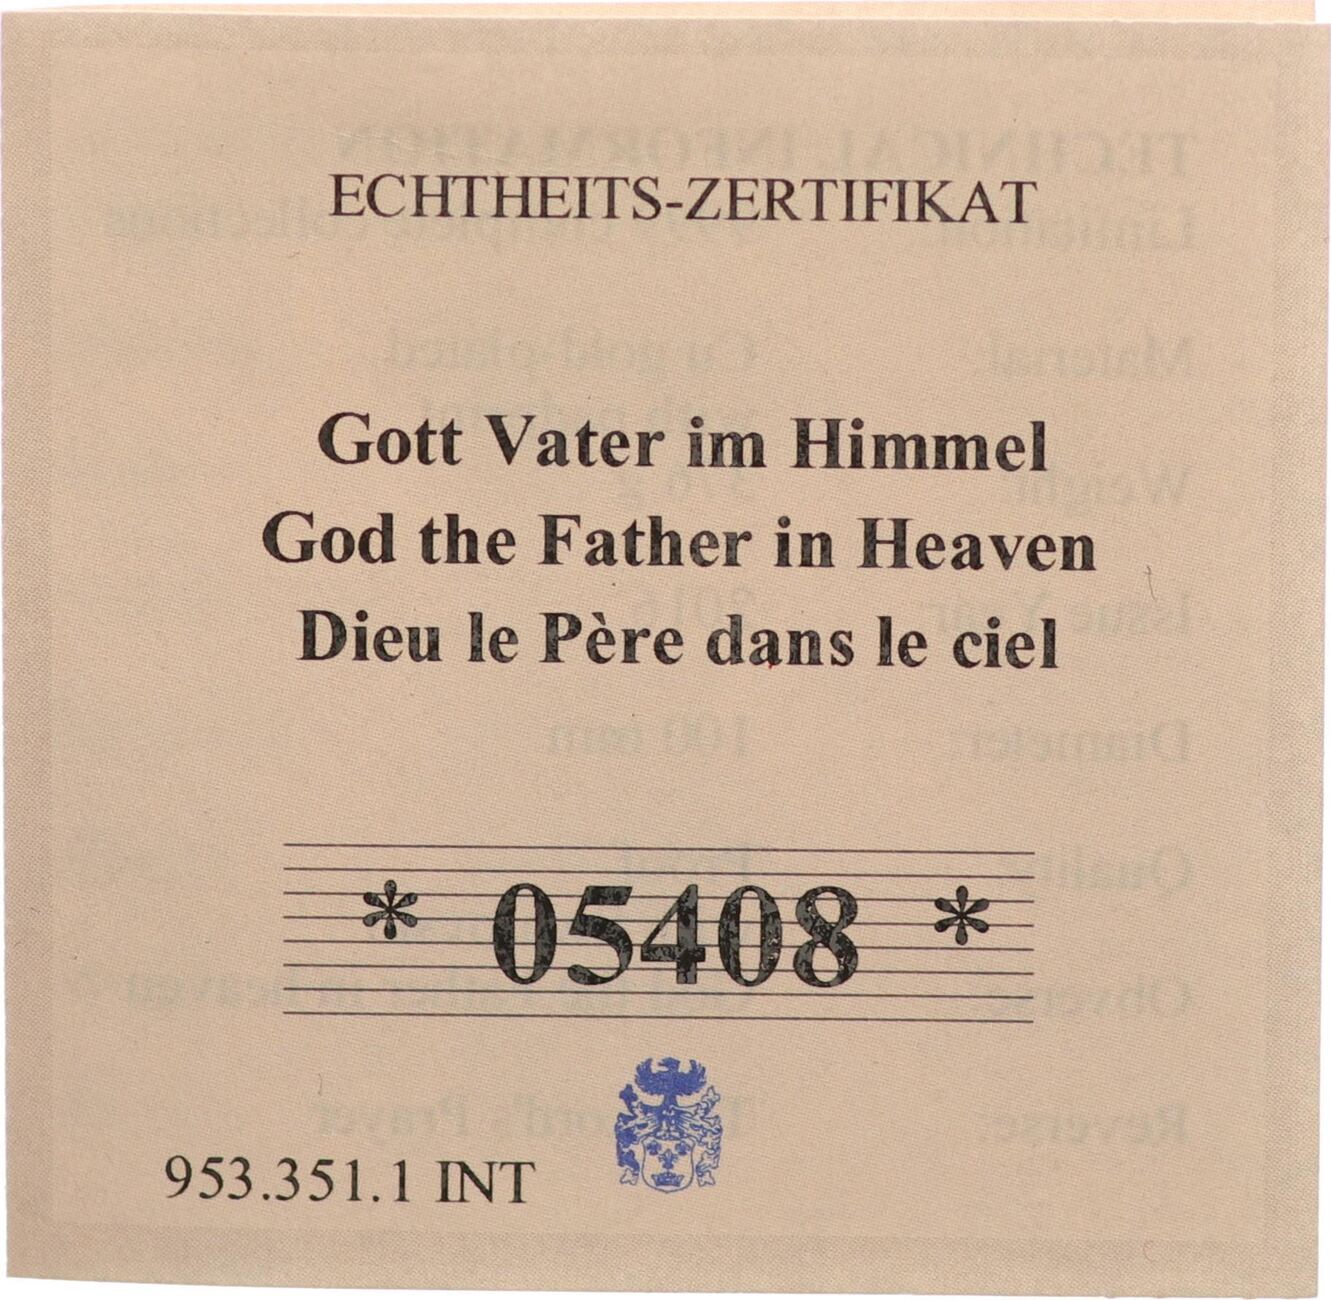 ECHTHEITS-ZERTIFIKAT
Gott Vater im Himmel
God the Father in Heaven
Dieu le Père dans le ciel
* 05408 *
953.351.1 INT